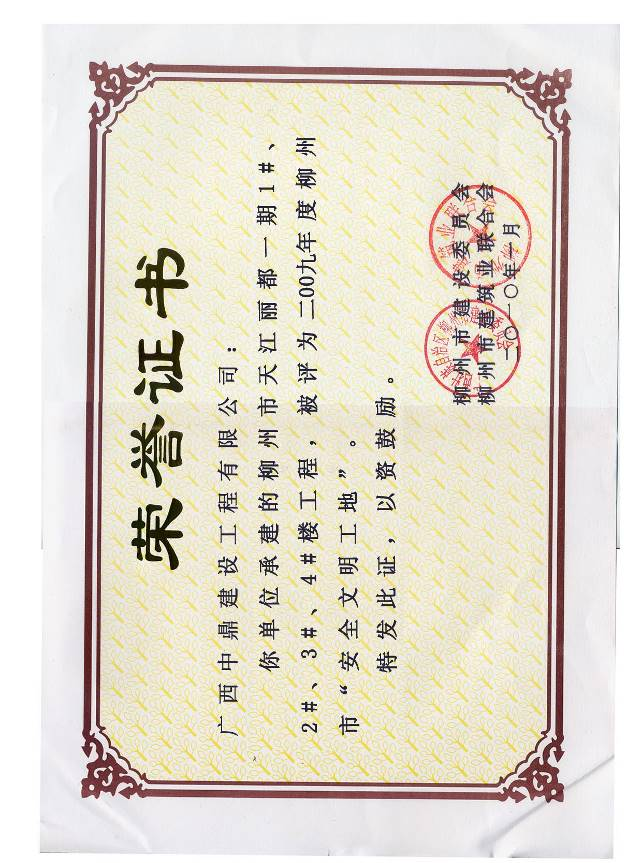 荣誉证书
广西中鼎建设工程有限公司：
你单位承建的柳州市天江丽都一期1#、
2#、3#、4#楼工程，被评为二00九年度柳州
市“安全文明工地”。
特发此证，以资鼓励。
柳州市建设委员会
柳州市建筑业联合会
二〇一〇年一月